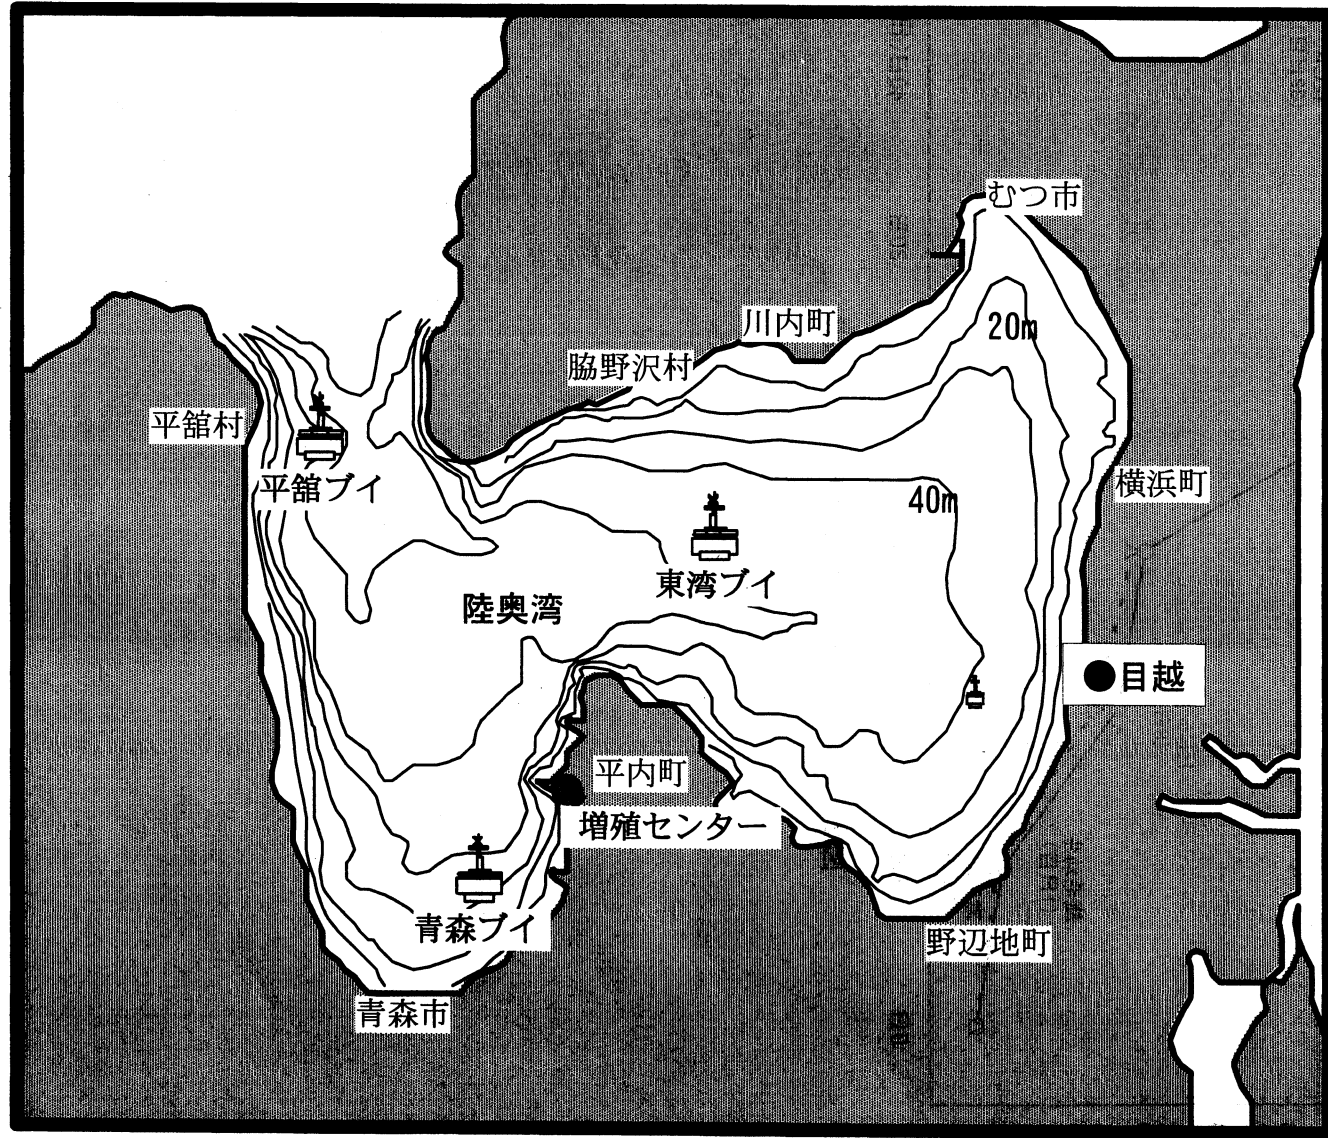 むつ市
川内町
20m
脇野沢村
平舘村
横浜町
平舘ブイ
40m
東湾ブイ
陸奥湾
●目越
平内町
増殖センター
青森ブイ
野辺地町
青森市